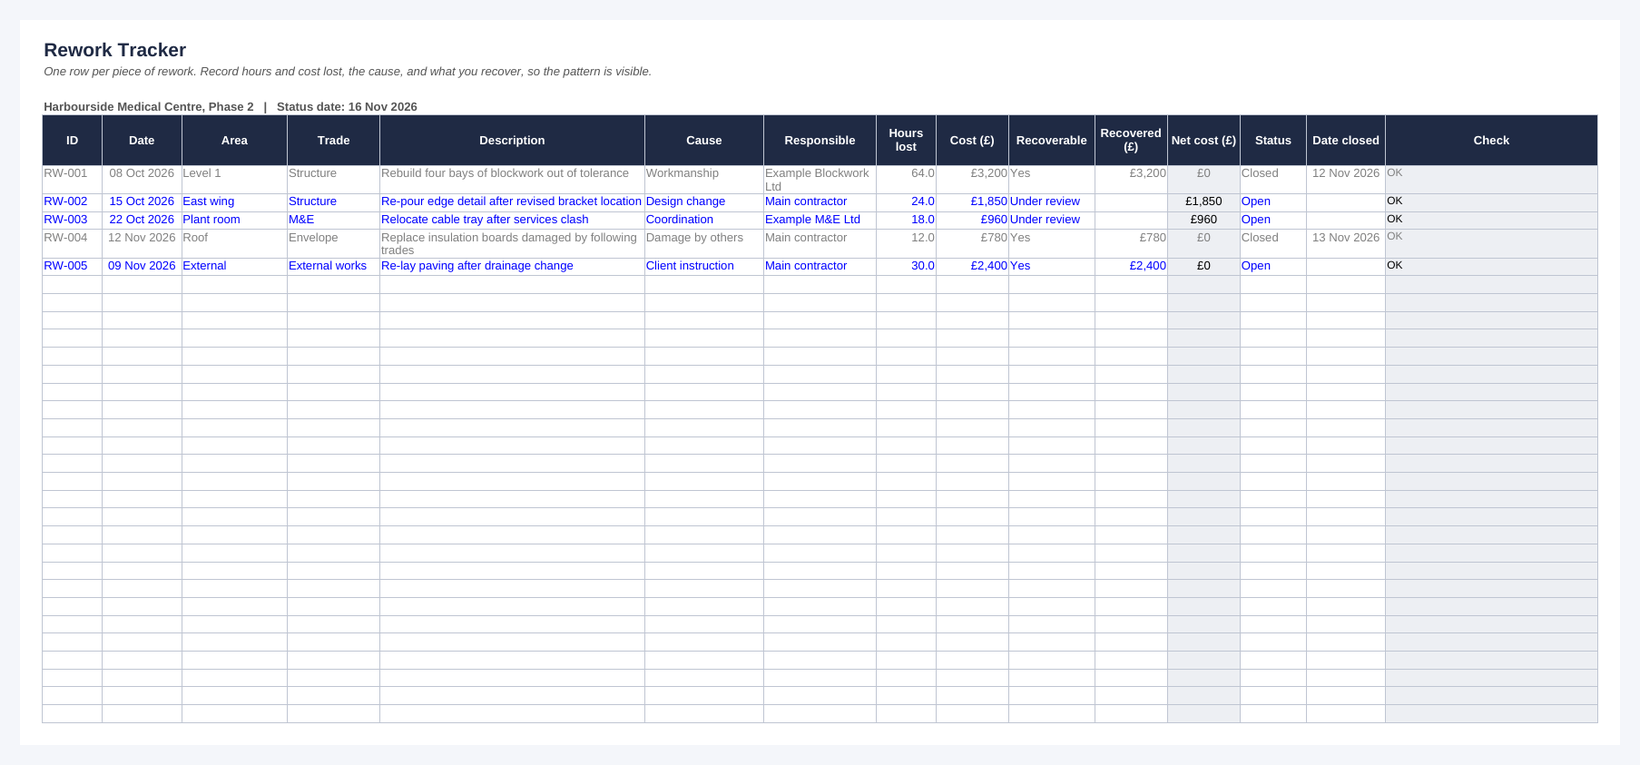 Rework Tracker
One row per piece of rework. Record hours and cost lost, the cause, and what you recover, so the pattern is visible.
Harbourside Medical Centre, Phase 2 | Status date: 16 Nov 2026
ID Date Area Trade Description Cause Responsible Hours lost Cost (£) Recoverable Recovered (£) Net cost (£) Status Date closed Check
RW-001 08 Oct 2026 Level 1 Structure Rebuild four bays of blockwork out of tolerance Workmanship Example Blockwork Ltd 64.0 £3,200 Yes £3,200 £0 Closed 12 Nov 2026 OK
RW-002 15 Oct 2026 East wing Structure Re-pour edge detail after revised bracket location Design change Main contractor 24.0 £1,850 Under review £1,850 Open OK
RW-003 22 Oct 2026 Plant room M&E Relocate cable tray after services clash Coordination Example M&E Ltd 18.0 £960 Under review £960 Open OK
RW-004 12 Nov 2026 Roof Envelope Replace insulation boards damaged by following trades Damage by others Main contractor 12.0 £780 Yes £780 £0 Closed 13 Nov 2026 OK
RW-005 09 Nov 2026 External External works Re-lay paving after drainage change Client instruction Main contractor 30.0 £2,400 Yes £2,400 £0 Open OK